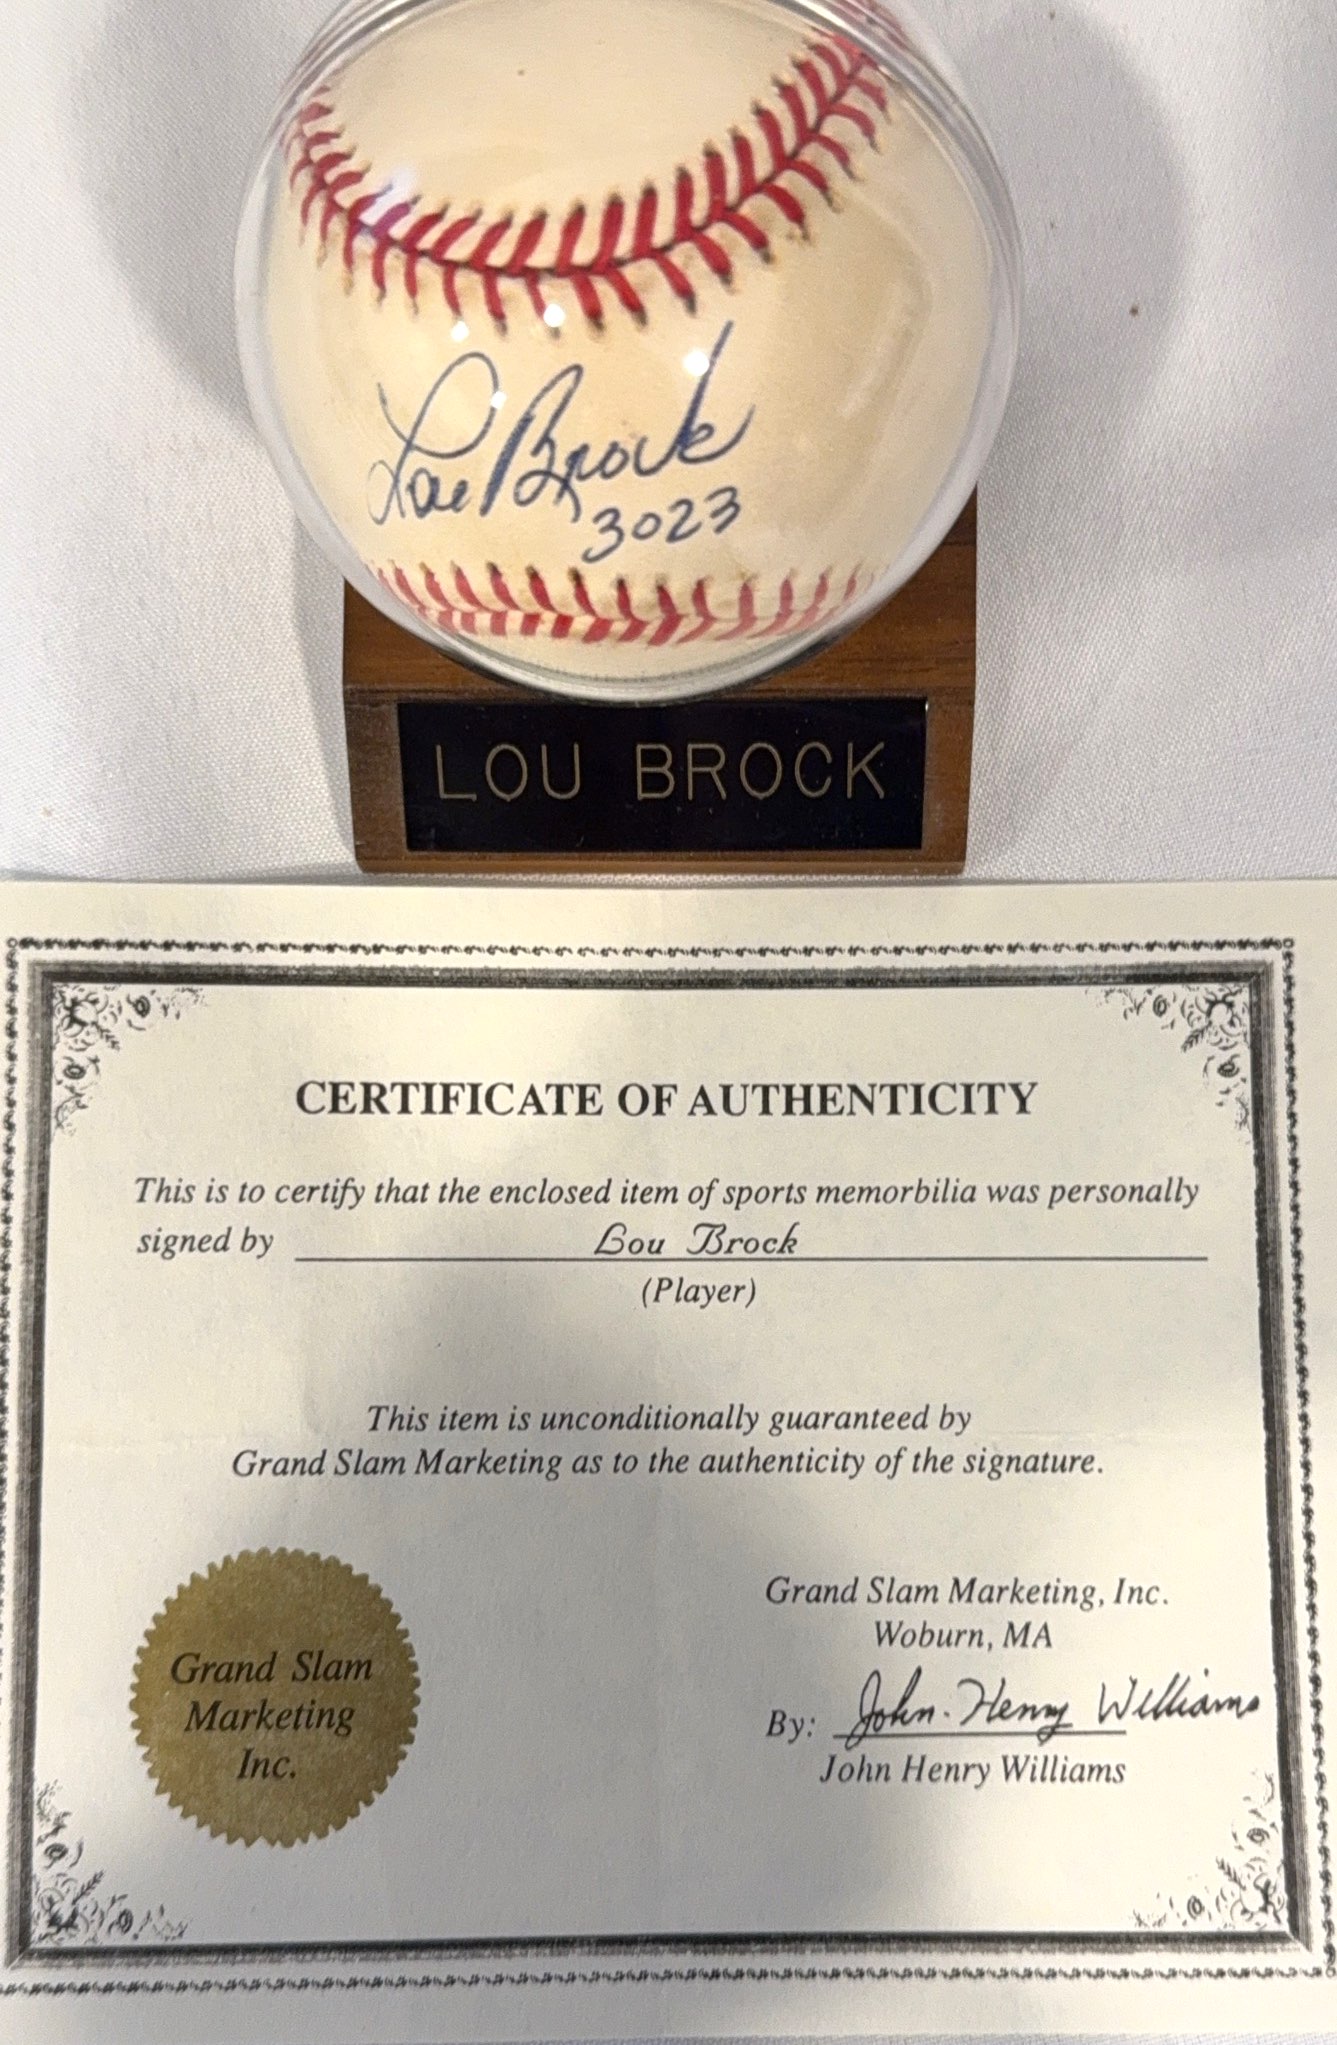 Lou Brock
3023
LOU BROCK
CERTIFICATE OF AUTHENTICITY
This is to certify that the enclosed item of sports memorbilia was personally
signed by Lou Brock
(Player)
This item is unconditionally guaranteed by
Grand Slam Marketing as to the authenticity of the signature.
Grand Slam
Marketing
Inc.
Grand Slam Marketing, Inc.
Woburn, MA
By: John-Henry Williams
John Henry Williams